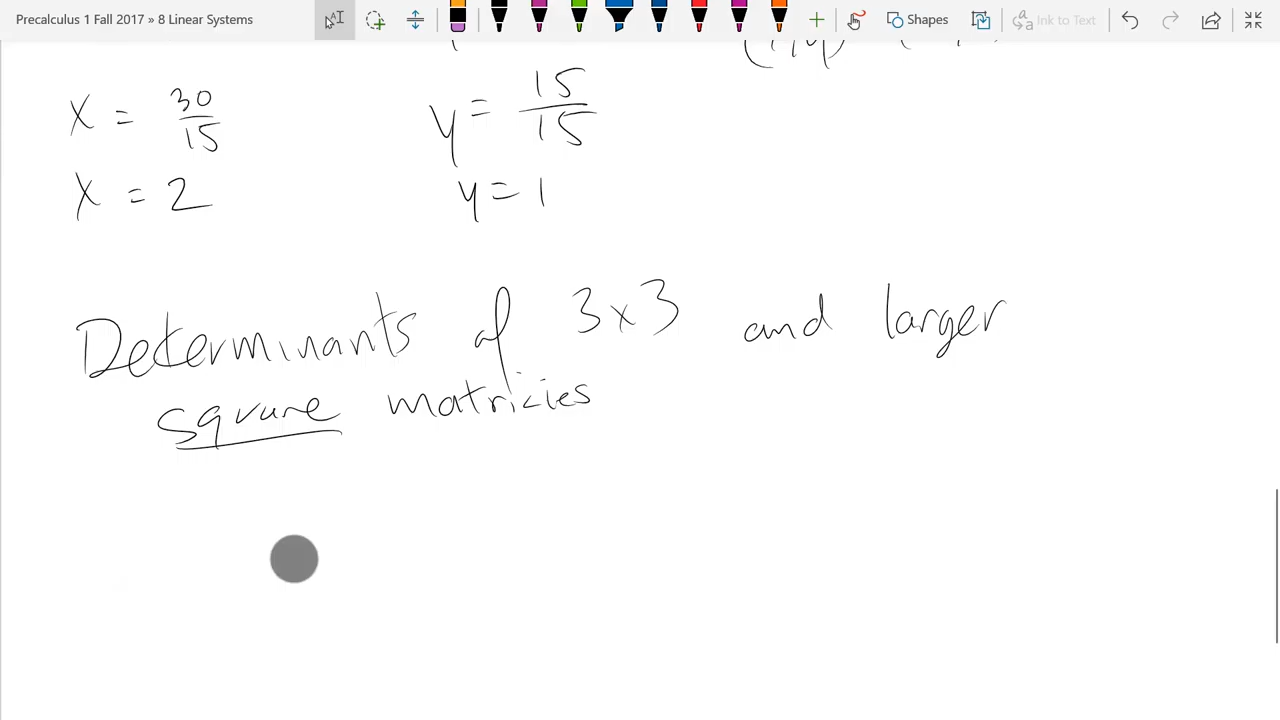 Precalculus 1 Fall 2017 » 8 Linear Systems
Shapes
Ink to Text
x = 30/15
y = 15/15
x = 2
y = 1
Determinants of 3x3 and larger
square matricies